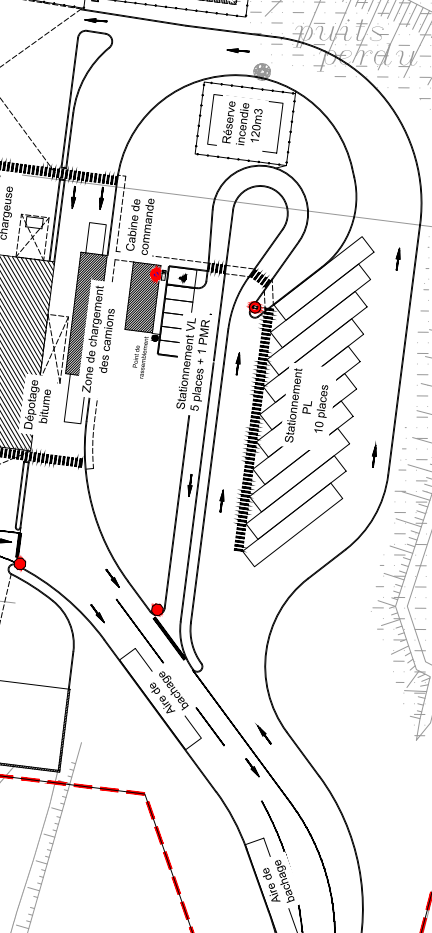 puits
perdu
Réserve
incendie
120m3
chargeuse
Cabine de
commande
Zone de chargement
des camions
Point de
rassemblement
Stationnement VL
5 places + 1 PMR
Dépotage
bitume
Stationnement
PL
10 places
Aire de
bachage
Aire de
bachage